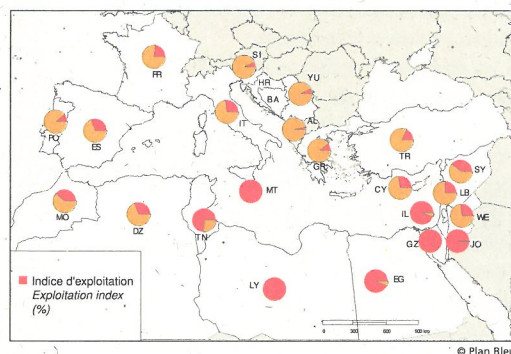 FR
SI
HR
YU
BA
IT
AL
PO
ES
GR
TR
SY
CY
LB
MT
MO
DZ
TN
IL
WE
GZ
JO
LY
EG
Indice d'exploitation
Exploitation index
(%)
0 300 600 900 km
© Plan Bleu